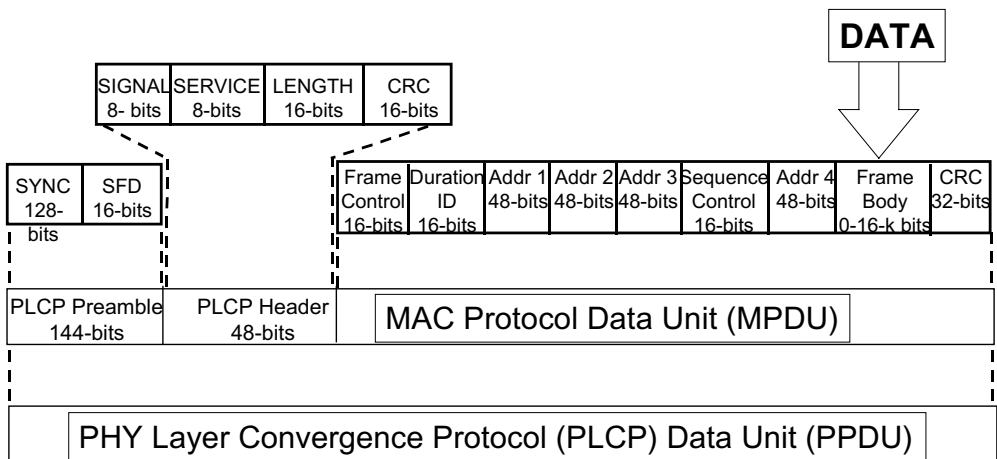 DATA
SIGNAL SERVICE LENGTH CRC
8- bits 8-bits 16-bits 16-bits
SYNC SFD
128- 16-bits
bits
Frame Duration Addr 1 Addr 2 Addr 3 Sequence Addr 4 Frame CRC
Control ID 48-bits 48-bits 48-bits Control 48-bits Body 32-bits
16-bits 16-bits 16-bits 0-16-k bits
PLCP Preamble PLCP Header MAC Protocol Data Unit (MPDU)
144-bits 48-bits
PHY Layer Convergence Protocol (PLCP) Data Unit (PPDU)